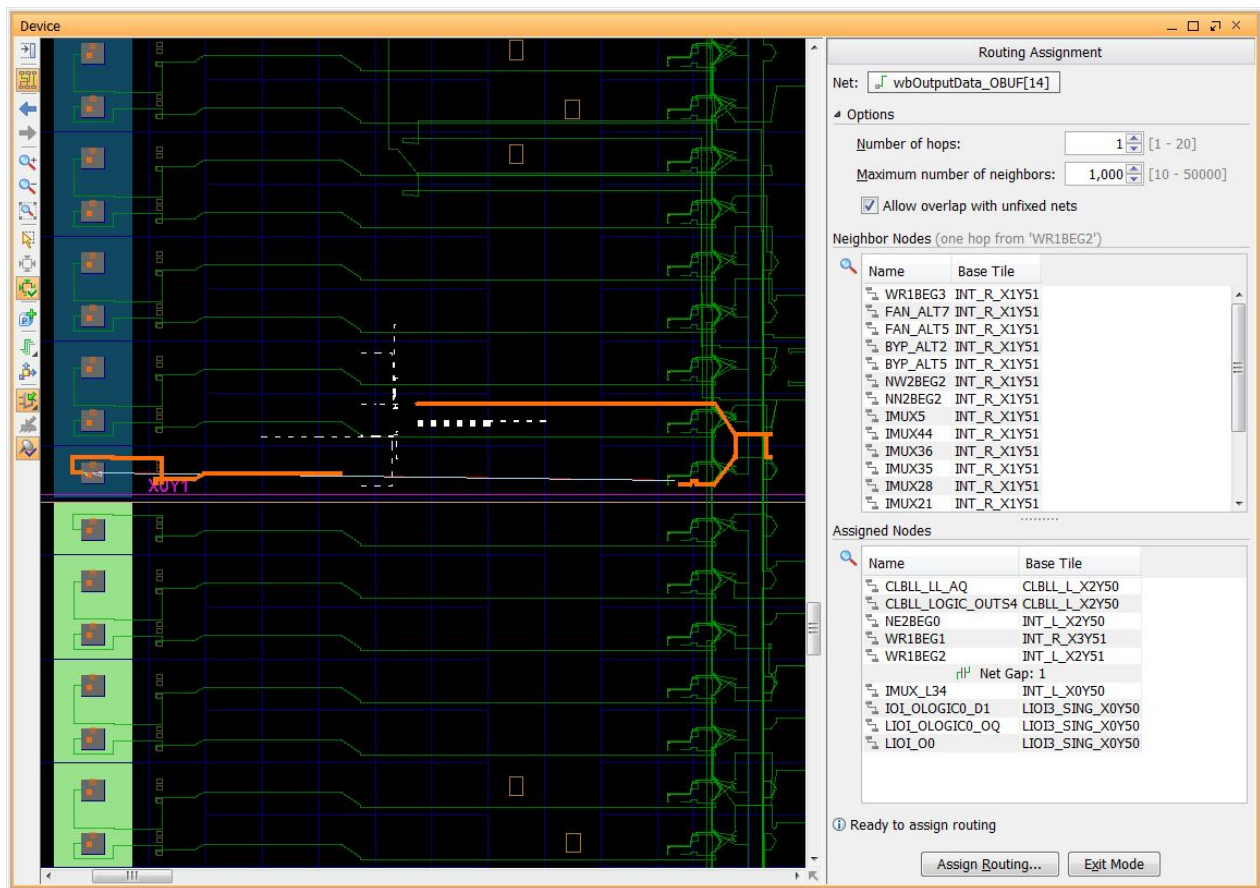 Device
Routing Assignment
Net: wbOutputData_OBUF[14]
Options
Number of hops: 1 [1 - 20]
Maximum number of neighbors: 1,000 [10 - 50000]
Allow overlap with unfixed nets
Neighbor Nodes (one hop from 'WR1BEG2')
Name Base Tile
WR1BEG3 INT_R_X1Y51
FAN_ALT7 INT_R_X1Y51
FAN_ALT5 INT_R_X1Y51
BYP_ALT2 INT_R_X1Y51
BYP_ALT5 INT_R_X1Y51
NW2BEG2 INT_R_X1Y51
NN2BEG2 INT_R_X1Y51
IMUX5 INT_R_X1Y51
IMUX44 INT_R_X1Y51
IMUX36 INT_R_X1Y51
IMUX35 INT_R_X1Y51
IMUX28 INT_R_X1Y51
IMUX21 INT_R_X1Y51
X0Y1
Assigned Nodes
Name Base Tile
CLBLL_LL_AQ CLBLL_L_X2Y50
CLBLL_LOGIC_OUTS4 CLBLL_L_X2Y50
NE2BEG0 INT_L_X2Y50
WR1BEG1 INT_R_X3Y51
WR1BEG2 INT_L_X2Y51
Net Gap: 1
IMUX_L34 INT_L_X0Y50
IOI_OLOGIC0_D1 LIOI3_SING_X0Y50
LIOI_OLOGIC0_OQ LIOI3_SING_X0Y50
LIOI_O0 LIOI3_SING_X0Y50
Ready to assign routing
Assign Routing... Exit Mode